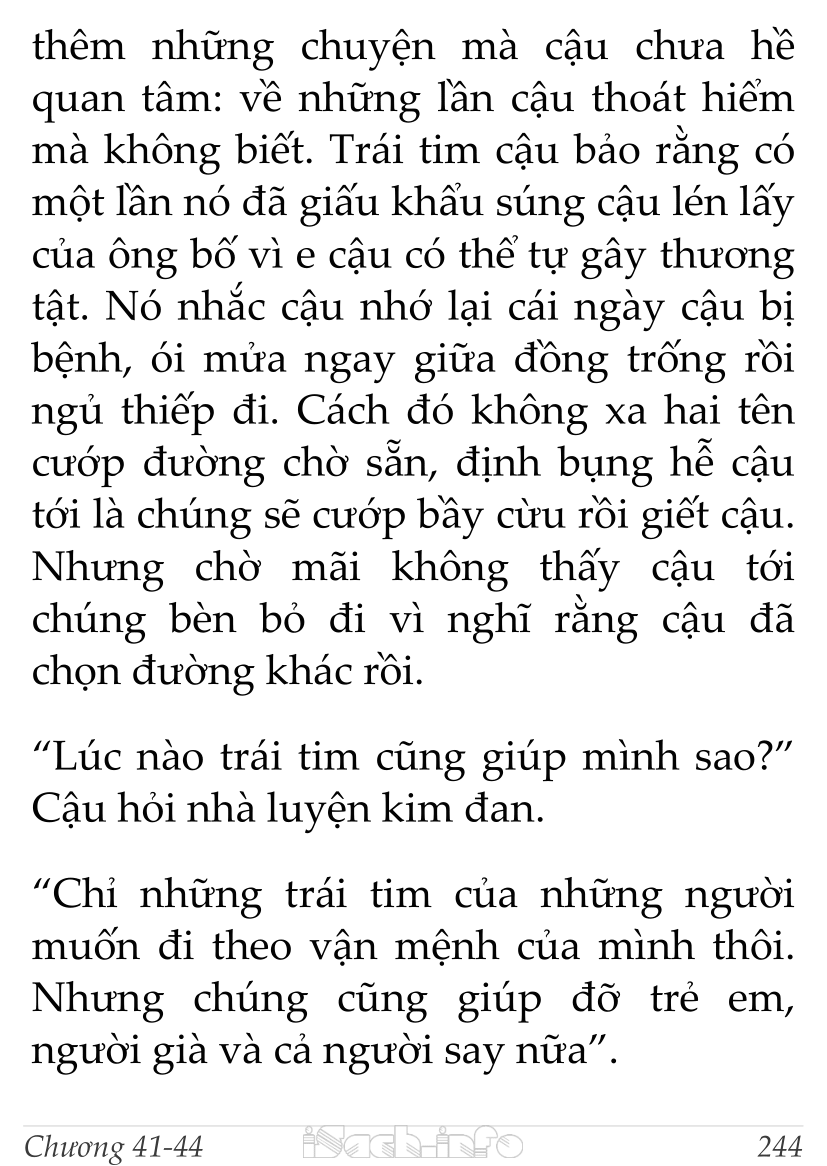 thêm những chuyện mà cậu chưa hề
quan tâm: về những lần cậu thoát hiểm
mà không biết. Trái tim cậu bảo rằng có
một lần nó đã giấu khẩu súng cậu lén lấy
của ông bố vì e cậu có thể tự gây thương
tật. Nó nhắc cậu nhớ lại cái ngày cậu bị
bệnh, ói mửa ngay giữa đồng trống rồi
ngủ thiếp đi. Cách đó không xa hai tên
cướp đường chờ sẵn, định bụng hễ cậu
tới là chúng sẽ cướp bầy cừu rồi giết cậu.
Nhưng chờ mãi không thấy cậu tới
chúng bèn bỏ đi vì nghĩ rằng cậu đã
chọn đường khác rồi.
“Lúc nào trái tim cũng giúp mình sao?”
Cậu hỏi nhà luyện kim đan.
“Chỉ những trái tim của những người
muốn đi theo vận mệnh của mình thôi.
Nhưng chúng cũng giúp đỡ trẻ em,
người già và cả người say nữa”.
Chương 41-44 iSach.info 244